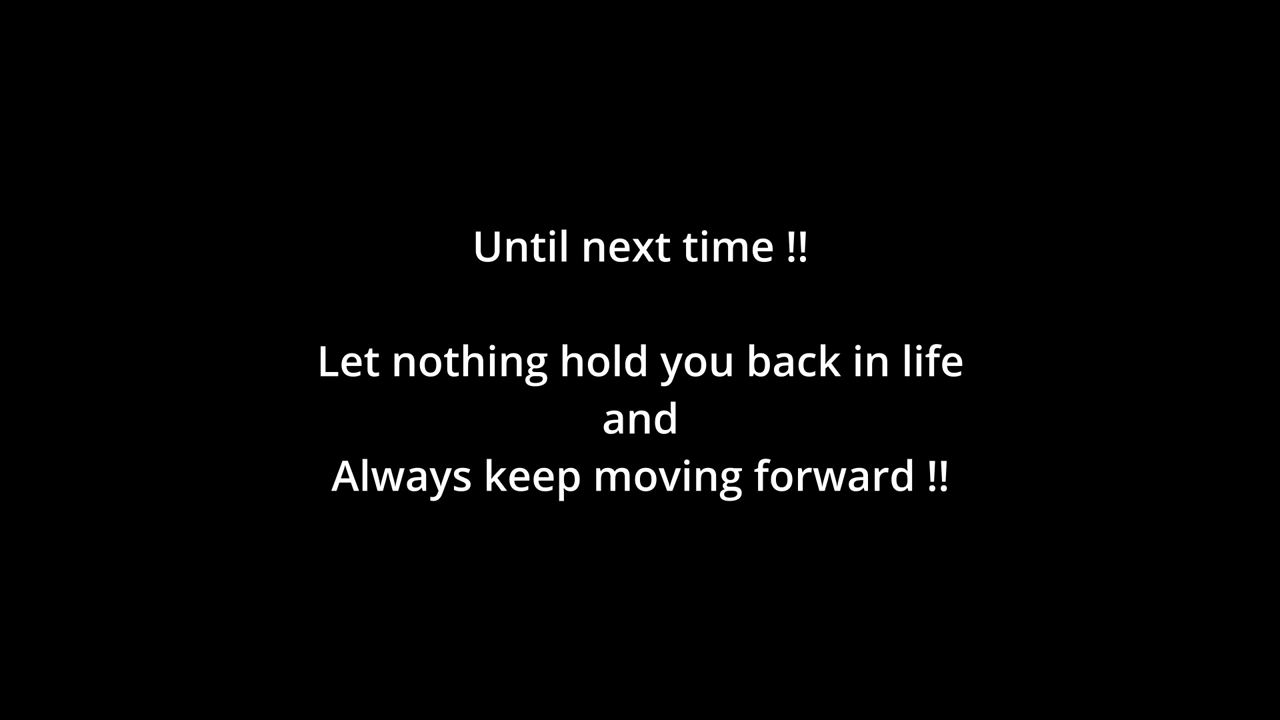 Until next time !!
Let nothing hold you back in life
and
Always keep moving forward !!